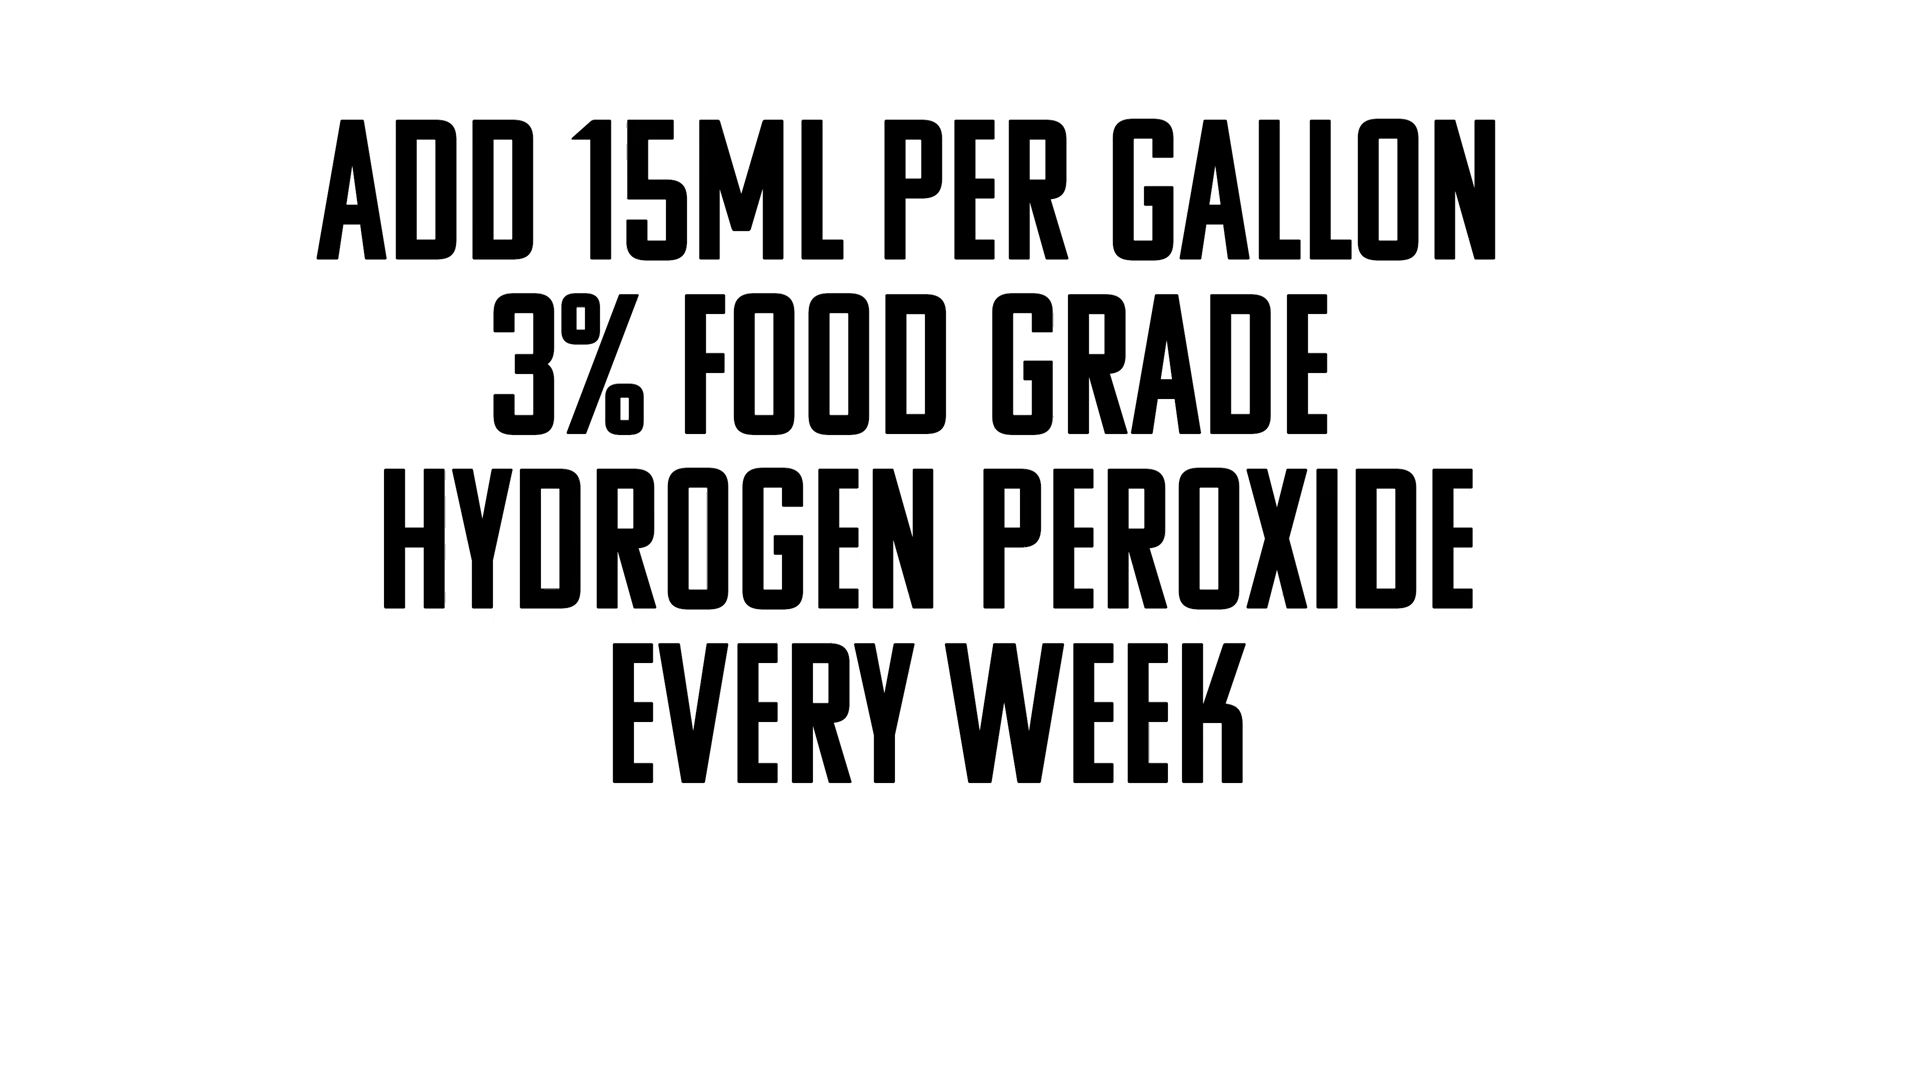 ADD 15ML PER GALLON
3% FOOD GRADE
HYDROGEN PEROXIDE
EVERY WEEK